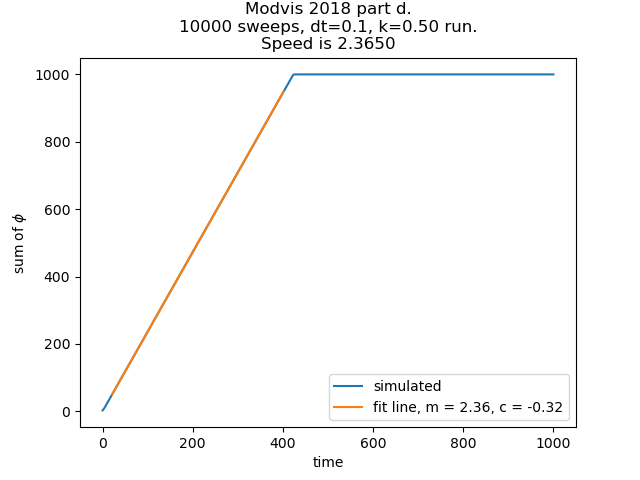 Modvis 2018 part d.
10000 sweeps, dt=0.1, k=0.50 run.
Speed is 2.3650
1000
800
600
400
200
0
sum of ϕ
simulated
fit line, m = 2.36, c = -0.32
0 200 400 600 800 1000
time